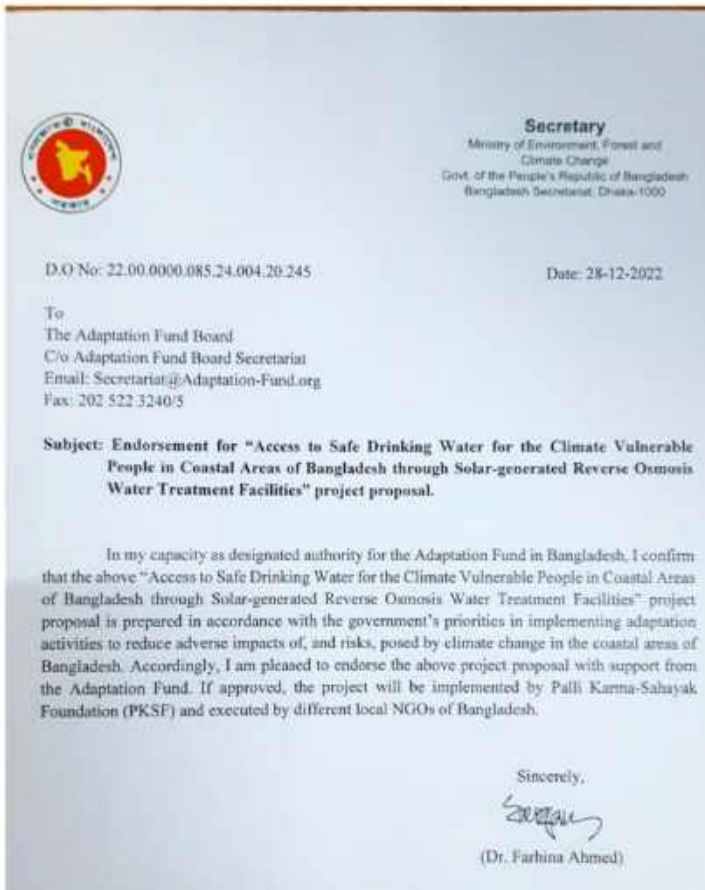 Secretary
Ministry of Environment, Forest and
Climate Change
Govt. of the People's Republic of Bangladesh
Bangladesh Secretariat, Dhaka-1000
D.O No: 22.00.0000.085.24.004.20.245
Date: 28-12-2022
To
The Adaptation Fund Board
C/o Adaptation Fund Board Secretariat
Email: Secretariat@Adaptation-Fund.org
Fax: 202 522 3240/5
Subject: Endorsement for “Access to Safe Drinking Water for the Climate Vulnerable
People in Coastal Areas of Bangladesh through Solar-generated Reverse Osmosis
Water Treatment Facilities” project proposal.
In my capacity as designated authority for the Adaptation Fund in Bangladesh, I confirm
that the above “Access to Safe Drinking Water for the Climate Vulnerable People in Coastal Areas
of Bangladesh through Solar-generated Reverse Osmosis Water Treatment Facilities” project
proposal is prepared in accordance with the government’s priorities in implementing adaptation
activities to reduce adverse impacts of, and risks, posed by climate change in the coastal areas of
Bangladesh. Accordingly, I am pleased to endorse the above project proposal with support from
the Adaptation Fund. If approved, the project will be implemented by Palli Karma-Sahayak
Foundation (PKSF) and executed by different local NGOs of Bangladesh.
Sincerely,
(Dr. Farhina Ahmed)